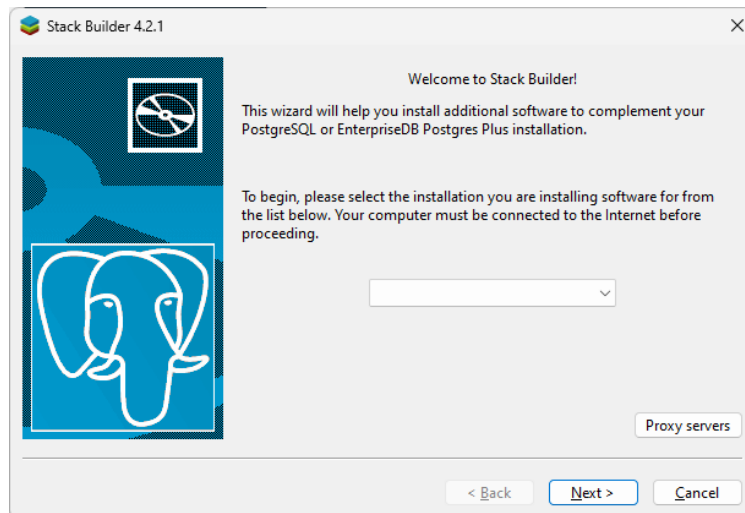 Stack Builder 4.2.1
Welcome to Stack Builder!
This wizard will help you install additional software to complement your
PostgreSQL or EnterpriseDB Postgres Plus installation.
To begin, please select the installation you are installing software for from
the list below. Your computer must be connected to the Internet before
proceeding.
Proxy servers
< Back
Next >
Cancel